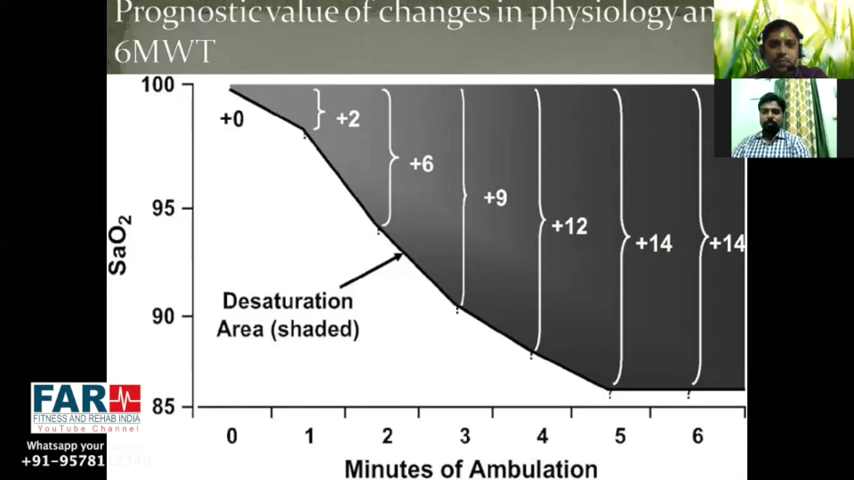 Prognostic value of changes in physiology an
6MWT
100
+0
+2
+6
+9
+12
+14
+14
95
SaO2
90
Desaturation
Area (shaded)
85
0 1 2 3 4 5 6
Minutes of Ambulation
FAR
FITNESS AND REHAB INDIA
YouTube Channel
Whatsapp your
+91-95781